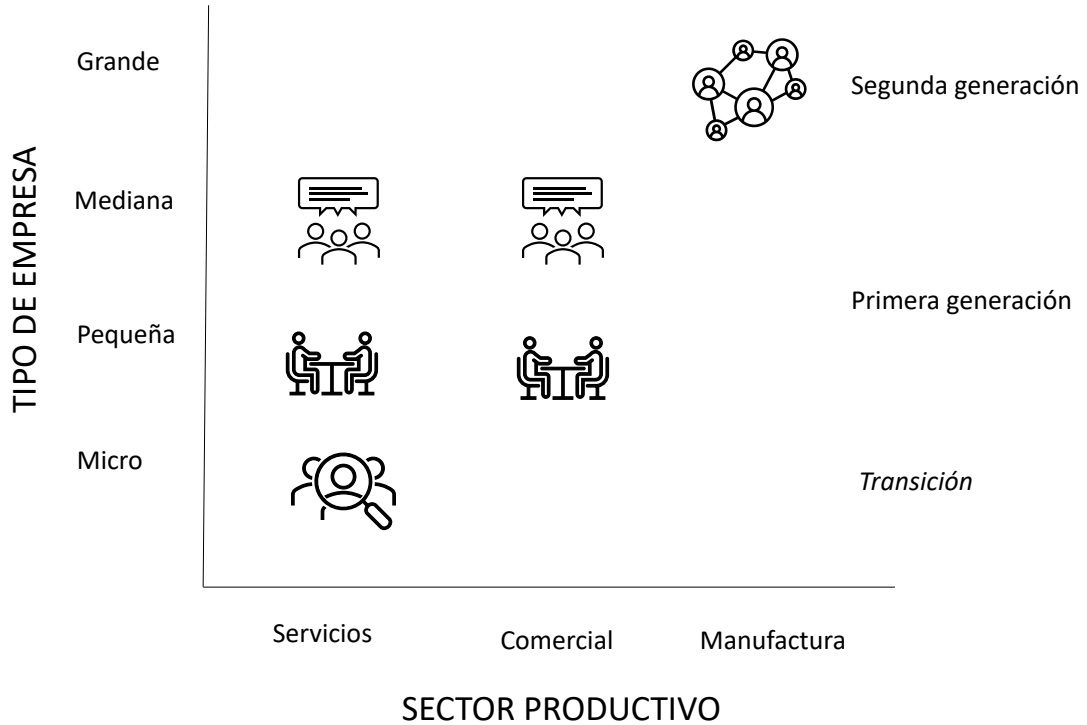 Grande
Segunda generación
Mediana
Primera generación
Pequeña
Micro
Transición
TIPO DE EMPRESA
Servicios
Comercial
Manufactura
SECTOR PRODUCTIVO